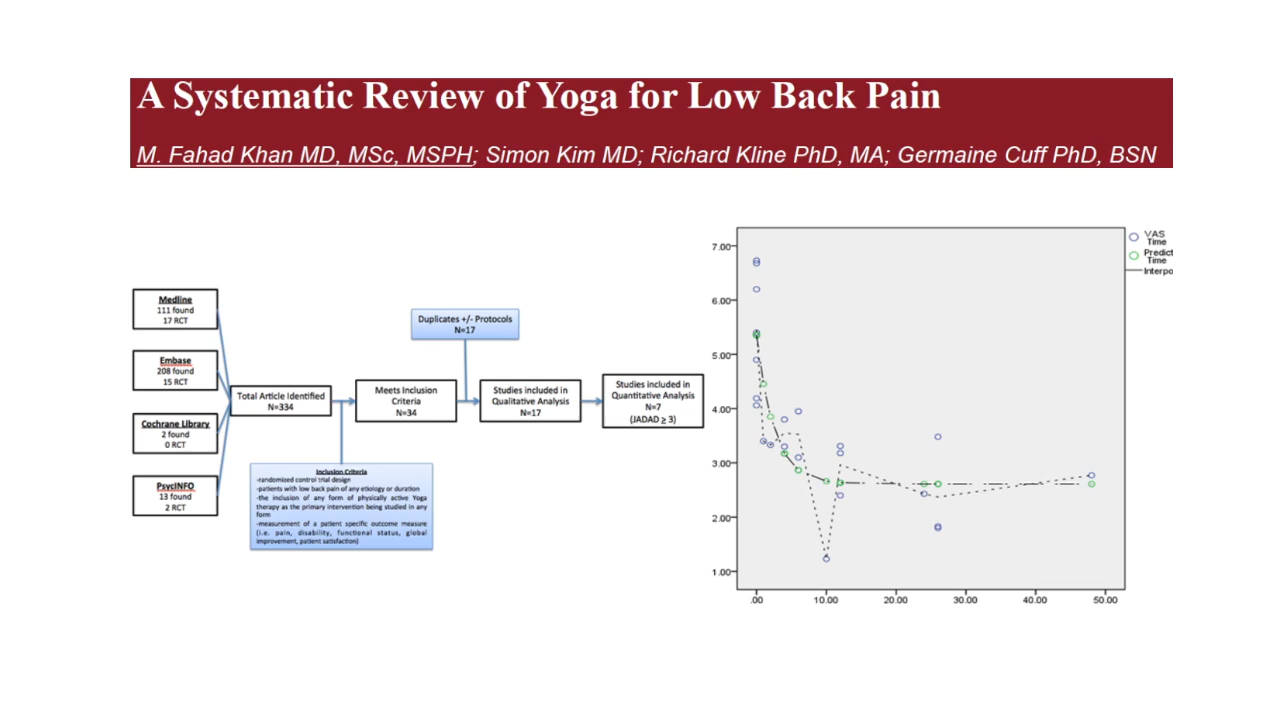 A Systematic Review of Yoga for Low Back Pain
M. Fahad Khan MD, MSc, MSPH; Simon Kim MD; Richard Kline PhD, MA; Germaine Cuff PhD, BSN
Medline
111 found
17 RCT
Embase
208 found
15 RCT
Cochrane Library
2 found
0 RCT
PsycINFO
13 found
2 RCT
Total Article Identified
N=334
Inclusion Criteria
-randomized control trial design
-patients with low back pain of any etiology or duration
-the inclusion of any form of physically active Yoga
therapy as the primary intervention being studied in any
form
-measurement of a patient specific outcome measure
(i.e. pain, disability, functional status, global
improvement, patient satisfaction)
Meets Inclusion
Criteria
N=34
Duplicates +/- Protocols
N=17
Studies included in
Qualitative Analysis
N=17
Studies included in
Quantitative Analysis
N=7
(JADAD ≥ 3)
7.00
6.00
5.00
4.00
3.00
2.00
1.00
.00 10.00 20.00 30.00 40.00 50.00
VAS
Time
Predict
Time
Interpo